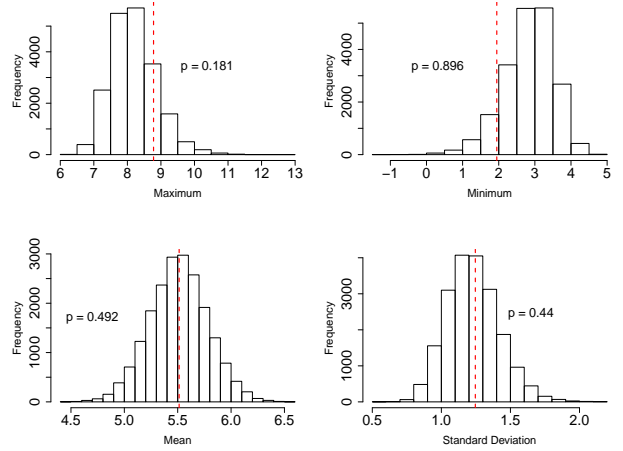 Frequency
0 2000 4000
p = 0.181
6 7 8 9 10 11 12 13
Maximum
Frequency
0 2000 4000
p = 0.896
−1 0 1 2 3 4 5
Minimum
Frequency
0 1000 2000 3000
p = 0.492
4.5 5.0 5.5 6.0 6.5
Mean
Frequency
0 1000 3000
p = 0.44
0.5 1.0 1.5 2.0
Standard Deviation